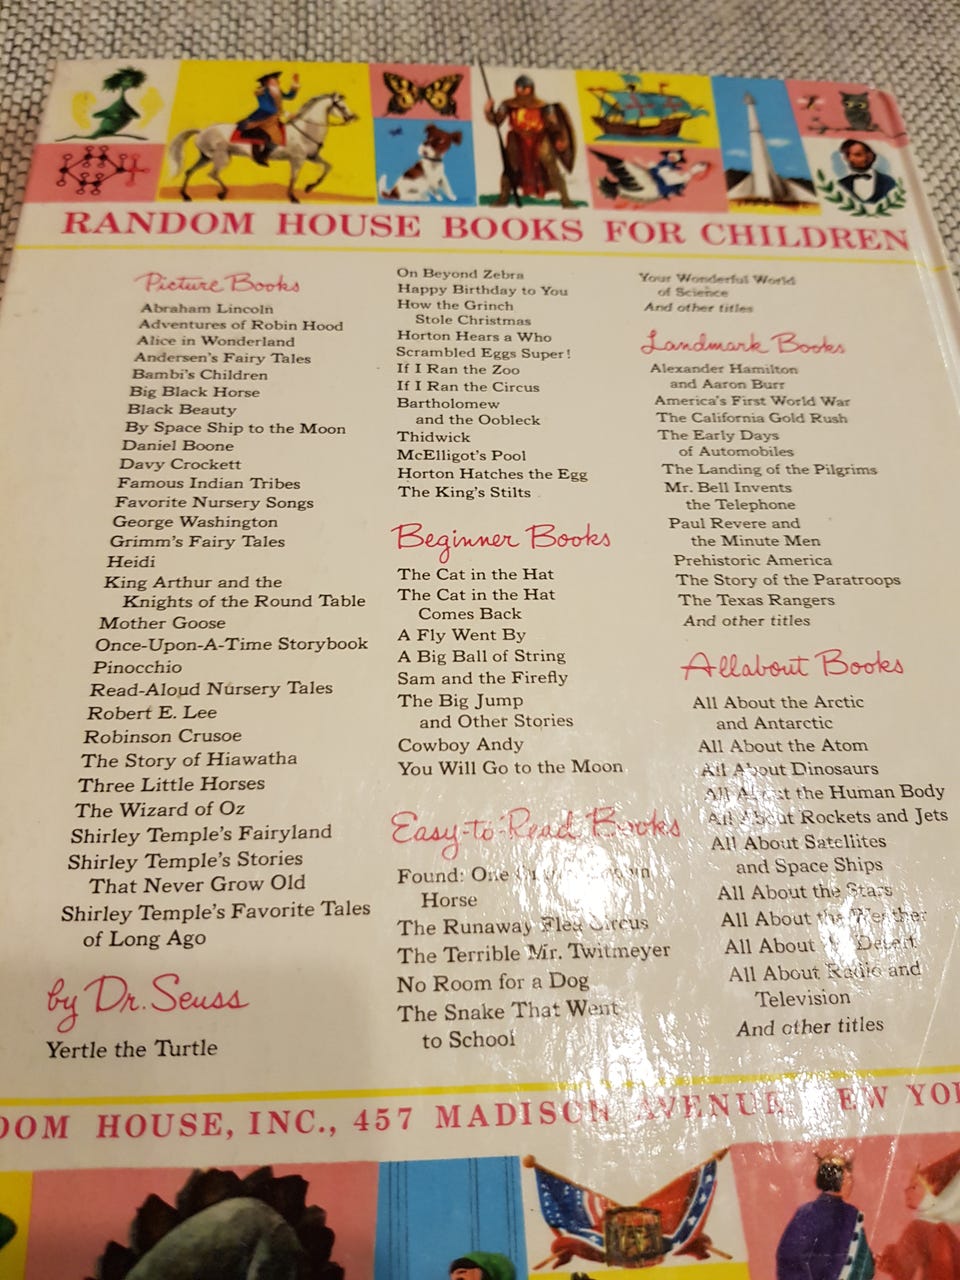 RANDOM HOUSE BOOKS FOR CHILDREN
Picture Books
Abraham Lincoln
Adventures of Robin Hood
Alice in Wonderland
Andersen's Fairy Tales
Bambi's Children
Big Black Horse
Black Beauty
By Space Ship to the Moon
Daniel Boone
Davy Crockett
Famous Indian Tribes
Favorite Nursery Songs
George Washington
Grimm's Fairy Tales
Heidi
King Arthur and the
Knights of the Round Table
Mother Goose
Once-Upon-A-Time Storybook
Pinocchio
Read-Aloud Nursery Tales
Robert E. Lee
Robinson Crusoe
The Story of Hiawatha
Three Little Horses
The Wizard of Oz
Shirley Temple's Fairyland
Shirley Temple's Stories
That Never Grow Old
Shirley Temple's Favorite Tales
of Long Ago
by Dr. Seuss
Yertle the Turtle
On Beyond Zebra
Happy Birthday to You
How the Grinch
Stole Christmas
Horton Hears a Who
Scrambled Eggs Super!
If I Ran the Zoo
If I Ran the Circus
Bartholomew
and the Oobleck
Thidwick
McElligot's Pool
Horton Hatches the Egg
The King's Stilts
Beginner Books
The Cat in the Hat
The Cat in the Hat
Comes Back
A Fly Went By
A Big Ball of String
Sam and the Firefly
The Big Jump
and Other Stories
Cowboy Andy
You Will Go to the Moon
Easy-to-Read Books
Found: One
Horse
The Runaway Flea Circus
The Terrible Mr. Twitmeyer
No Room for a Dog
The Snake That Went
to School
Your Wonderful World
of Science
And other titles
Landmark Books
Alexander Hamilton
and Aaron Burr
America's First World War
The California Gold Rush
The Early Days
of Automobiles
The Landing of the Pilgrims
Mr. Bell Invents
the Telephone
Paul Revere and
the Minute Men
Prehistoric America
The Story of the Paratroops
The Texas Rangers
And other titles
Allabout Books
All About the Arctic
and Antarctic
All About the Atom
All About Dinosaurs
All About the Human Body
All About Rockets and Jets
All About Satellites
and Space Ships
All About the Stars
All About the Weather
All About Desert
All About Radio and
Television
And other titles
DOM HOUSE, INC., 457 MADISON AVENUE, EW YO